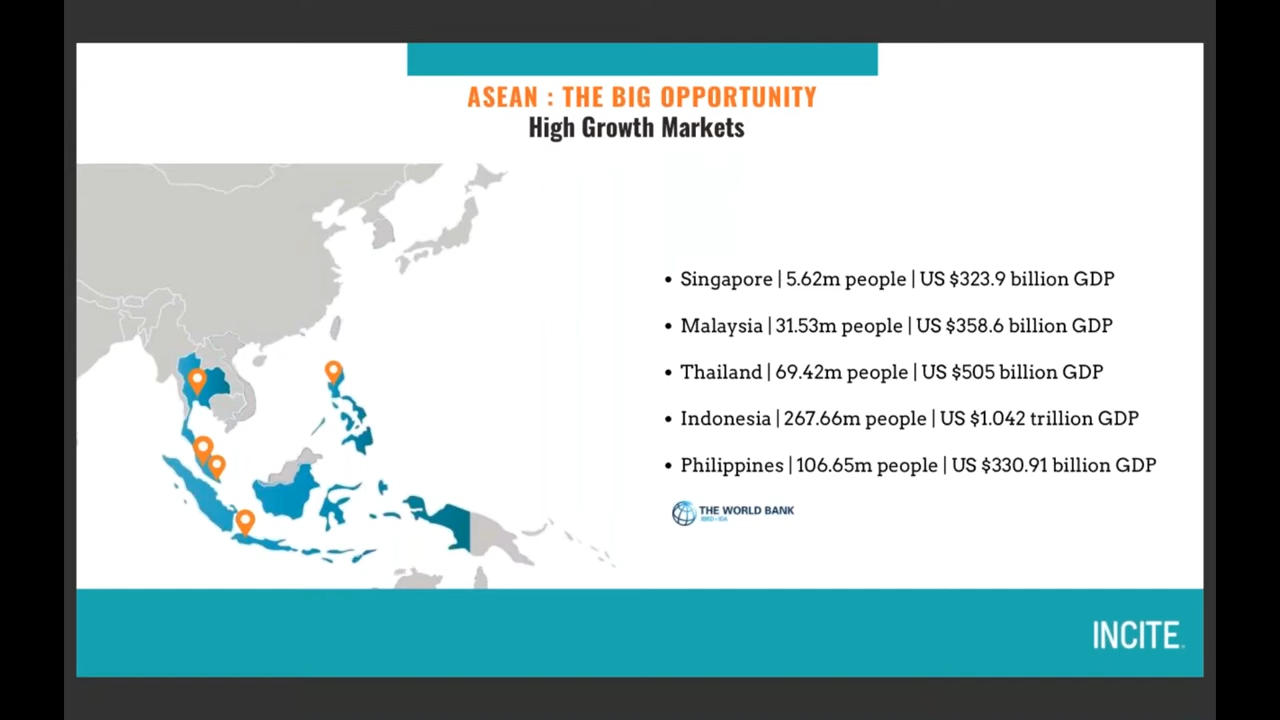 ASEAN : THE BIG OPPORTUNITY
High Growth Markets
• Singapore | 5.62m people | US $323.9 billion GDP
• Malaysia | 31.53m people | US $358.6 billion GDP
• Thailand | 69.42m people | US $505 billion GDP
• Indonesia | 267.66m people | US $1.042 trillion GDP
• Philippines | 106.65m people | US $330.91 billion GDP
THE WORLD BANK
IBRD • IDA
INCITE